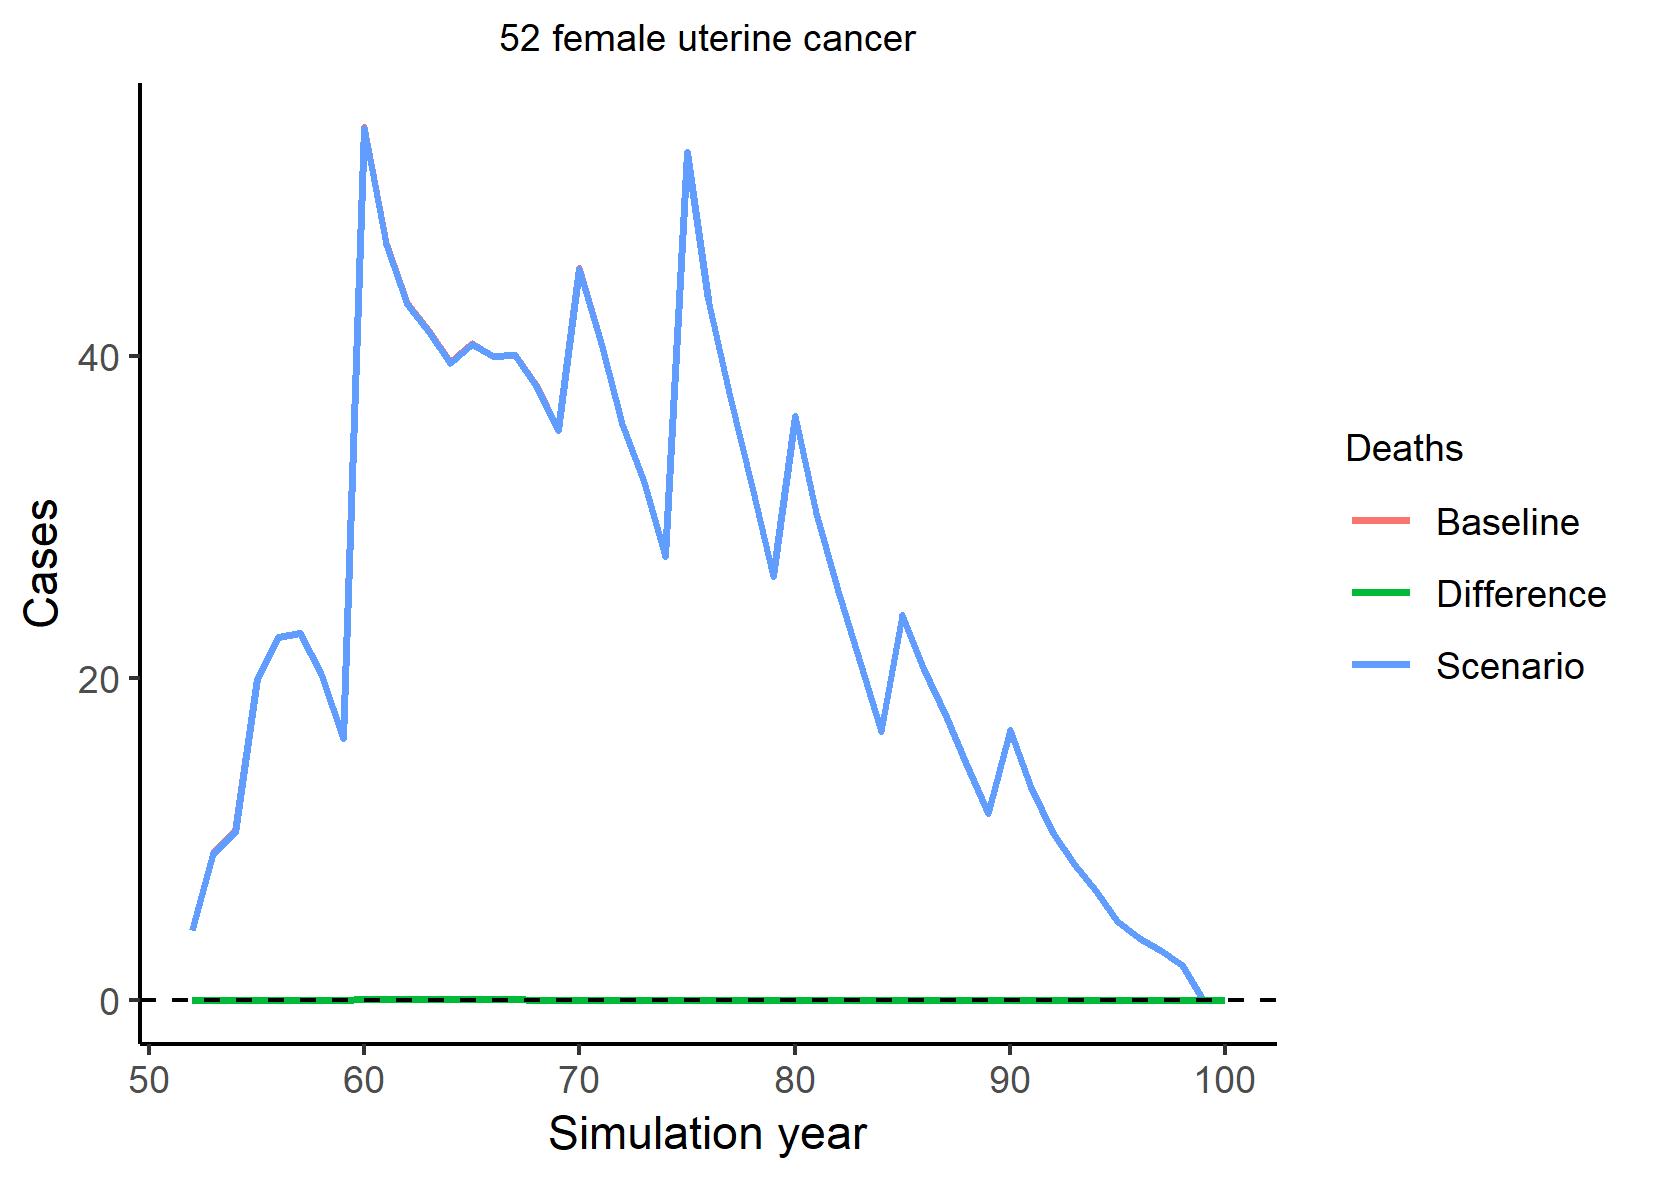 52 female uterine cancer
Cases
40
20
0
50 60 70 80 90 100
Simulation year
Deaths
Baseline
Difference
Scenario